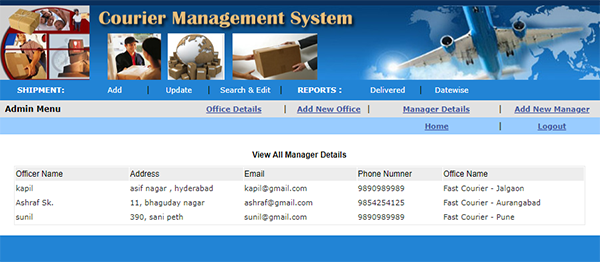 Courier Management System
SHIPMENT: Add | Update | Search & Edit | REPORTS : Delivered | Datewise
Admin Menu Office Details | Add New Office | Manager Details | Add New Manager
Home | Logout
View All Manager Details
Officer Name Address Email Phone Numner Office Name
kapil asif nagar , hyderabad kapil@gmail.com 9890989989 Fast Courier - Jalgaon
Ashraf Sk. 11, bhaguday nagar ashraf@gmail.com 9854254125 Fast Courier - Aurangabad
sunil 390, sani peth sunil@gmail.com 9890989989 Fast Courier - Pune